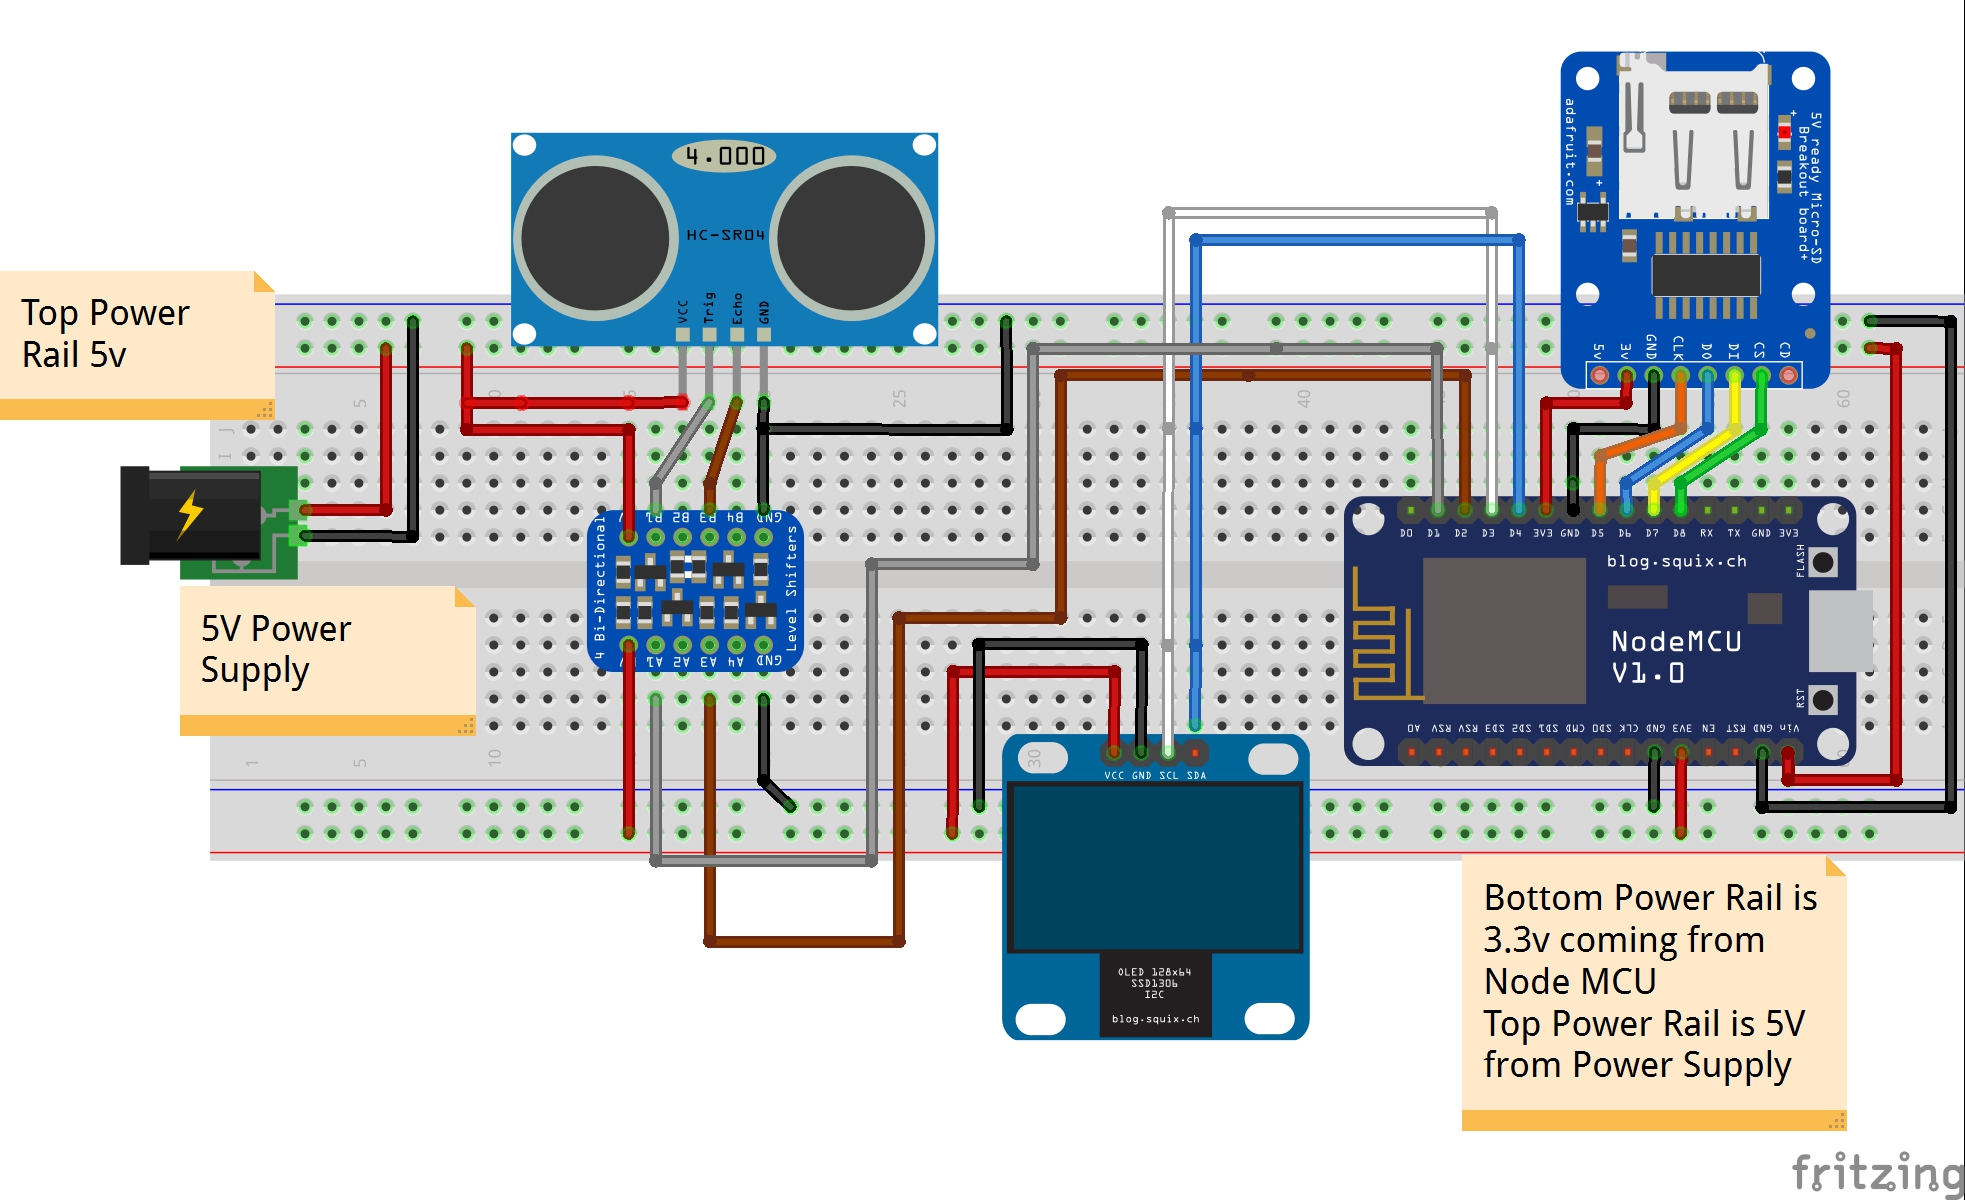 4.000
HC-SR04
VCC
Trig
Echo
GND
Top Power
Rail 5v
5V Power
Supply
adafruit.com
5V ready Micro-SD
Breakout board+
5V
3V
GND
CLK
DO
DI
CS
CD
5
25
40
60
J
I
B1
B2
B3
B4
GND
4 Bi-Directional
Level Shifters
A1
A2
A3
A4
GND
D0 D1 D2 D3 D4 3V3 GND D5 D6 D7 D8 RX TX GND 3V3
blog.squix.ch
FLASH
NodeMCU
V1.0
RST
A0 RSV RSV SD3 SD2 SD1 CMD SD0 CLK GND 3V3 EN RST GND Vin
1
5
10
30
VCC GND SCL SDA
OLED 128x64
SSD1306
I2C
blog.squix.ch
Bottom Power Rail is
3.3v coming from
Node MCU
Top Power Rail is 5V
from Power Supply
fritzing